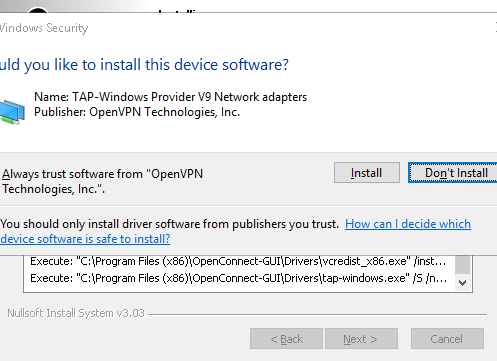 Windows Security
uld you like to install this device software?
Name: TAP-Windows Provider V9 Network adapters
Publisher: OpenVPN Technologies, Inc.
Always trust software from "OpenVPN
Technologies, Inc.".
Install
Don't Install
You should only install driver software from publishers you trust. How can I decide which
device software is safe to install?
Execute: "C:\Program Files (x86)\OpenConnect-GUI\Drivers\vcredist_x86.exe" /inst...
Execute: "C:\Program Files (x86)\OpenConnect-GUI\Drivers\tap-windows.exe" /S /n...
Nullsoft Install System v3.03
< Back
Next >
Cancel